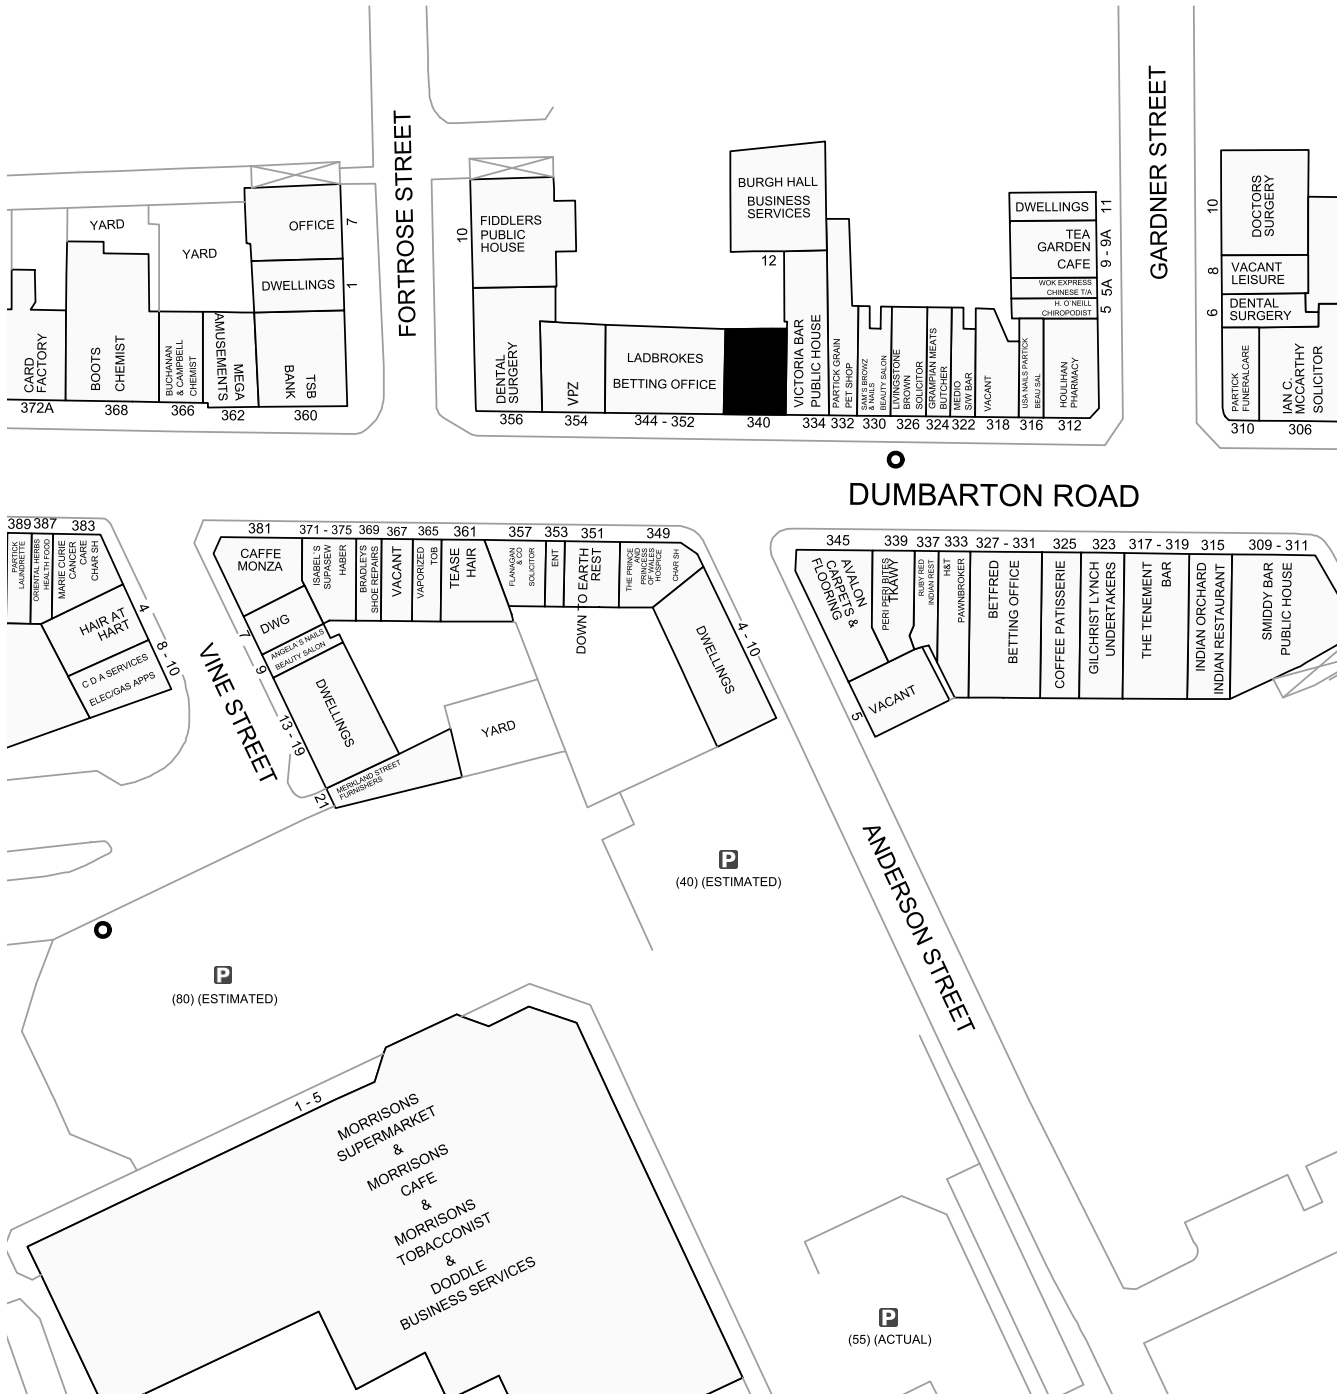 FORTROSE STREET
GARDNER STREET
YARD
YARD
OFFICE
7
DWELLINGS
1
CARD
FACTORY
372A
BOOTS
CHEMIST
368
BUCHANAN
& CAMPBELL
CHEMIST
366
AMUSEMENTS
MEGA
362
BANK
TSB
360
10
FIDDLERS
PUBLIC
HOUSE
DENTAL
SURGERY
356
VPZ
354
LADBROKES
BETTING OFFICE
344 - 352
340
BURGH HALL
BUSINESS
SERVICES
12
VICTORIA BAR
PUBLIC HOUSE
334
PARTICK GRAIN
PET SHOP
332
SAM'S BROWZ
& NAILS
BEAUTY SALON
330
LIVINGSTONE
BROWN
SOLICITOR
326
GRAMPIAN MEATS
BUTCHER
324
MEDIO
S/W BAR
322
VACANT
318
USA NAILS PARTICK
BEAU SAL
316
HOULIHAN
PHARMACY
312
DWELLINGS
11
TEA
GARDEN
CAFE
9 - 9A
WOK EXPRESS
CHINESE T/A
5A
H. O'NEILL
CHIROPODIST
5
10
DOCTORS
SURGERY
8
VACANT
LEISURE
6
DENTAL
SURGERY
PARTICK
FUNERALCARE
310
IAN C.
MCCARTHY
SOLICITOR
306
DUMBARTON ROAD
389
PARTICK
LAUNDRETTE
387
ORIENTAL HERBS
HEALTH FOOD
383
MARIE CURIE
CANCER
CARE
CHAR SH
HAIR AT
HART
4
C D A SERVICES
ELEC/GAS APPS
8 - 10
VINE STREET
381
CAFFE
MONZA
371 - 375
ISABEL'S
SUPASEW
HABER
369
BRADLEYS
SHOE REPAIRS
367
VACANT
365
VAPORIZED
TOB
361
TEASE
HAIR
357
FLANAGAN
& CO
SOLICITOR
353
ENT
351
DOWN TO EARTH
REST
349
THE PRINCE
AND
PRINCESS
OF WALES
HOSPICE
CHAR SH
DWG
7
ANGELA'S NAILS
BEAUTY SALON
9
DWELLINGS
13 - 19
MERKLAND STREET
FURNISHERS
21
YARD
DWELLINGS
4 - 10
345
AVALON
CARPETS &
FLOORING
339
PERI PERI BITES
TKAWY
337
RUBY RED
INDIAN REST
333
H&T
PAWNBROKER
327 - 331
BETFRED
BETTING OFFICE
325
COFFEE PATISSERIE
323
GILCHRIST LYNCH
UNDERTAKERS
317 - 319
THE TENEMENT
BAR
315
INDIAN ORCHARD
INDIAN RESTAURANT
309 - 311
SMIDDY BAR
PUBLIC HOUSE
VACANT
5
ANDERSON STREET
P
(40) (ESTIMATED)
P
(80) (ESTIMATED)
1 - 5
MORRISONS
SUPERMARKET
&
MORRISONS
CAFE
&
MORRISONS
TOBACCONIST
&
DODDLE
BUSINESS SERVICES
P
(55) (ACTUAL)